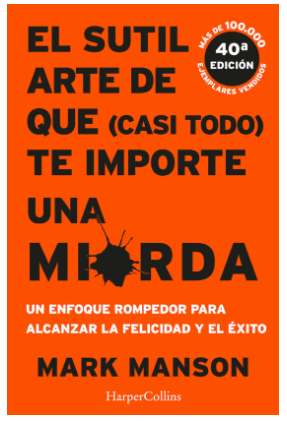 EL SUTIL
ARTE DE
QUE (CASI TODO)
TE IMPORTE
UNA
MI RDA
MÁS DE 100.000
40ª
EDICIÓN
EJEMPLARES VENDIDOS
UN ENFOQUE ROMPEDOR PARA
ALCANZAR LA FELICIDAD Y EL ÉXITO
MARK MANSON
HarperCollins